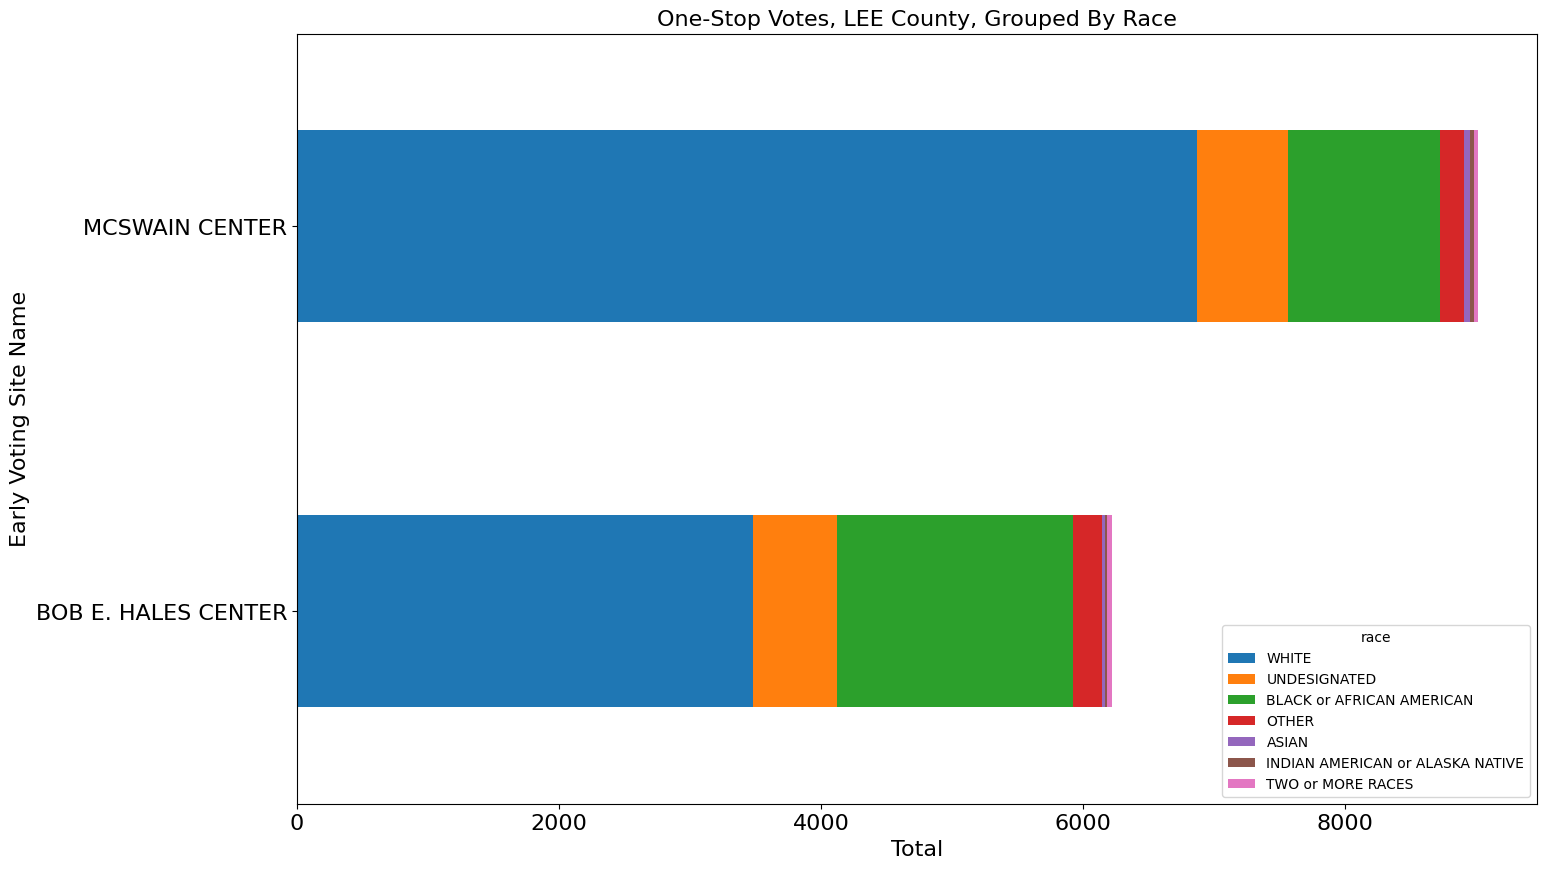 One-Stop Votes, LEE County, Grouped By Race
Early Voting Site Name
MCSWAIN CENTER
BOB E. HALES CENTER
0 2000 4000 6000 8000
Total
race
WHITE
UNDESIGNATED
BLACK or AFRICAN AMERICAN
OTHER
ASIAN
INDIAN AMERICAN or ALASKA NATIVE
TWO or MORE RACES